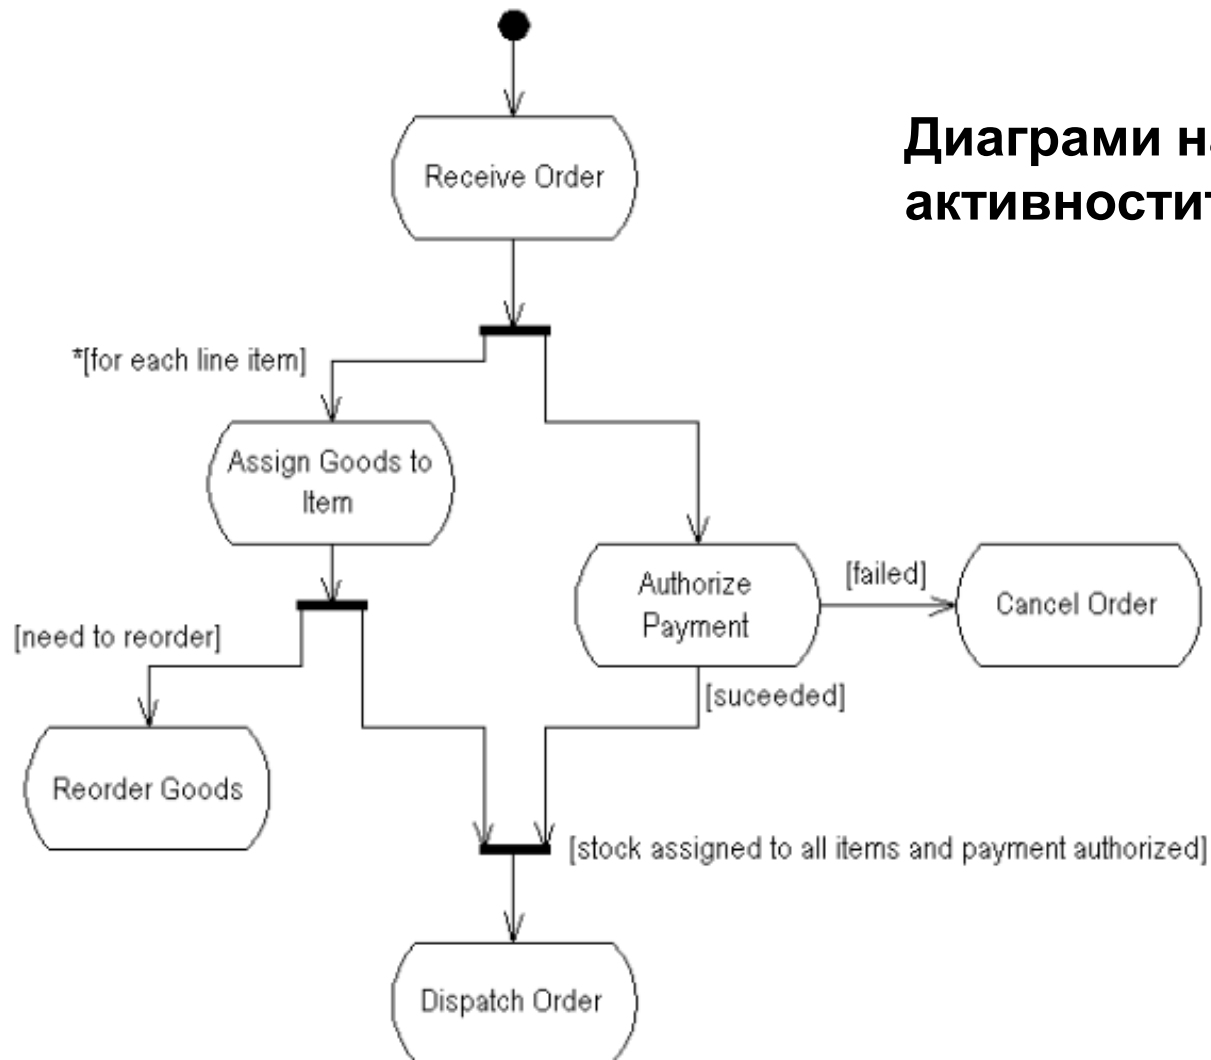 Диаграми на
активностит
Receive Order
*[for each line item]
Assign Goods to
Item
Authorize
Payment
[failed]
Cancel Order
[need to reorder]
[suceeded]
Reorder Goods
[stock assigned to all items and payment authorized]
Dispatch Order